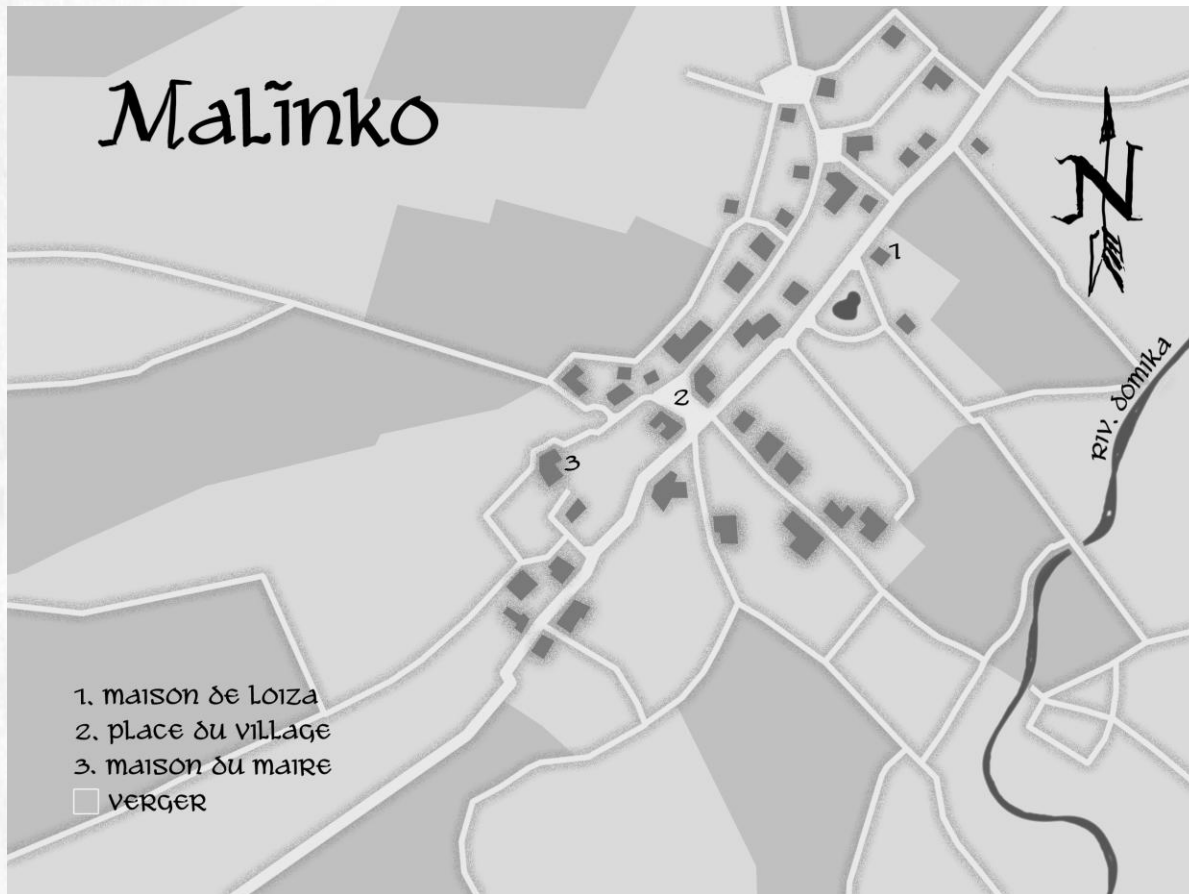 Malĩnko
N
1
RIV. DOMIKA
2
3
1. MAISON DE LOIZA
2. PLACE DU VILLAGE
3. MAISON DU MAIRE
VERGER